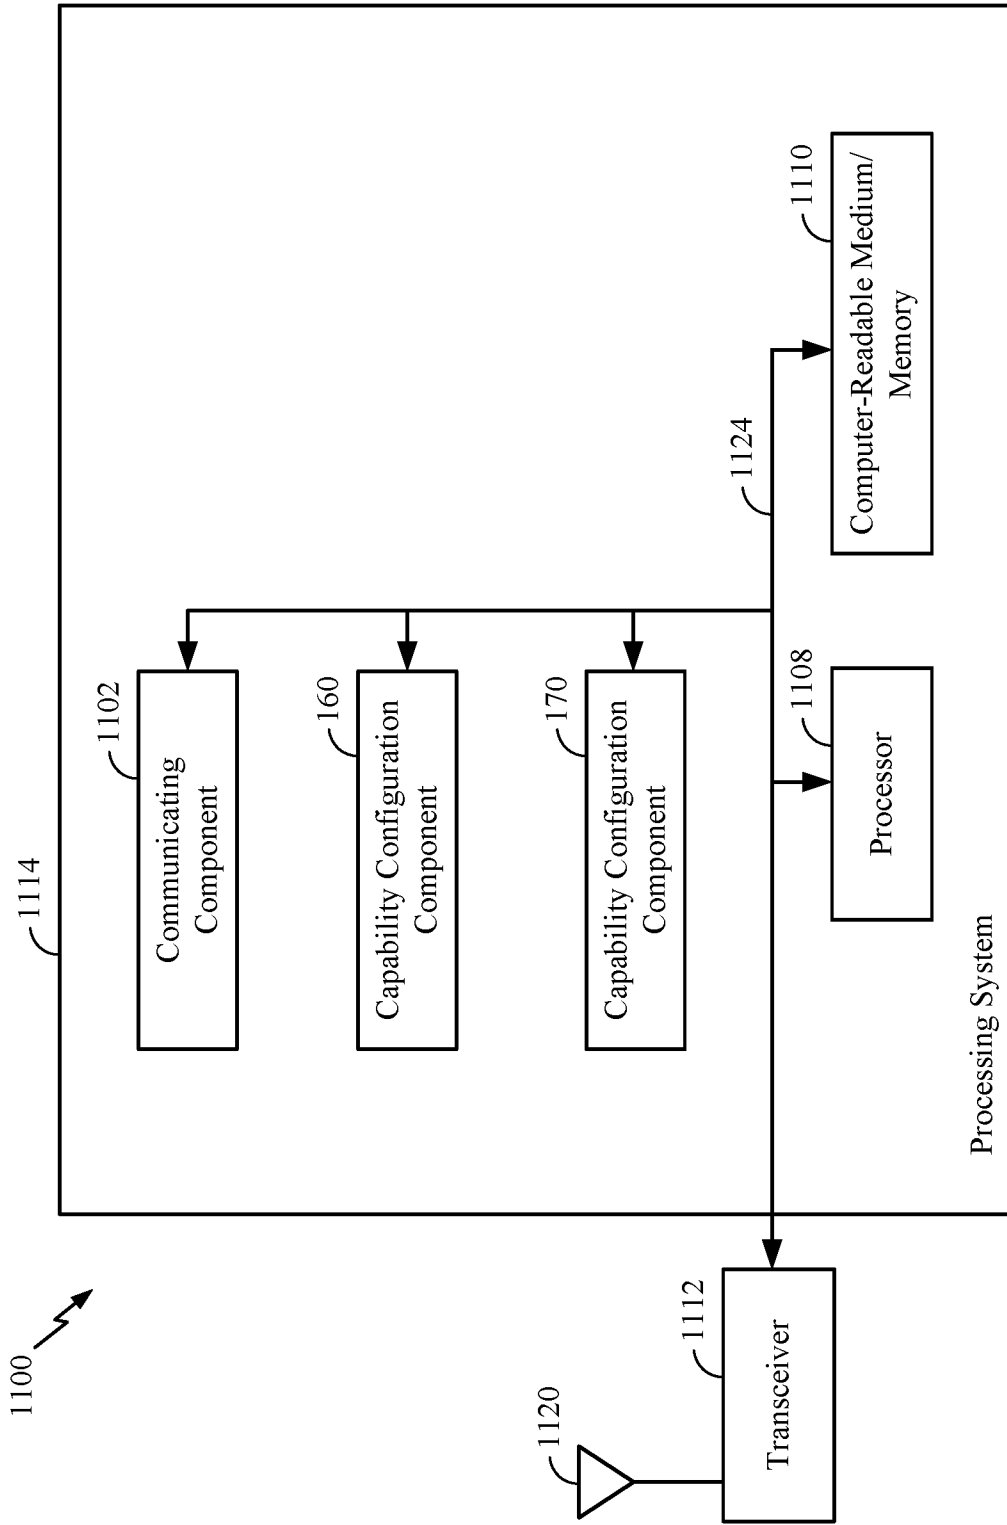 1100
1114
1102
Communicating
Component
160
Capability Configuration
Component
170
Capability Configuration
Component
1120
1112
Transceiver
1124
1108
Processor
1110
Computer-Readable Medium/
Memory
Processing System